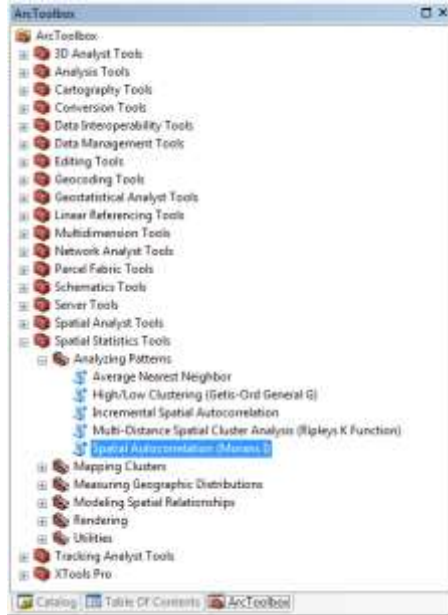 ArcToolbox
ArcToolbox
3D Analyst Tools
Analysis Tools
Cartography Tools
Conversion Tools
Data Interoperability Tools
Data Management Tools
Editing Tools
Geocoding Tools
Geostatistical Analyst Tools
Linear Referencing Tools
Multidimension Tools
Network Analyst Tools
Parcel Fabric Tools
Schematics Tools
Server Tools
Spatial Analyst Tools
Spatial Statistics Tools
Analyzing Patterns
Average Nearest Neighbor
High/Low Clustering (Getis-Ord General G)
Incremental Spatial Autocorrelation
Multi-Distance Spatial Cluster Analysis (Ripleys K Function)
Spatial Autocorrelation (Morans I)
Mapping Clusters
Measuring Geographic Distributions
Modeling Spatial Relationships
Rendering
Utilities
Tracking Analyst Tools
XTools Pro
Catalog Table Of Contents ArcToolbox